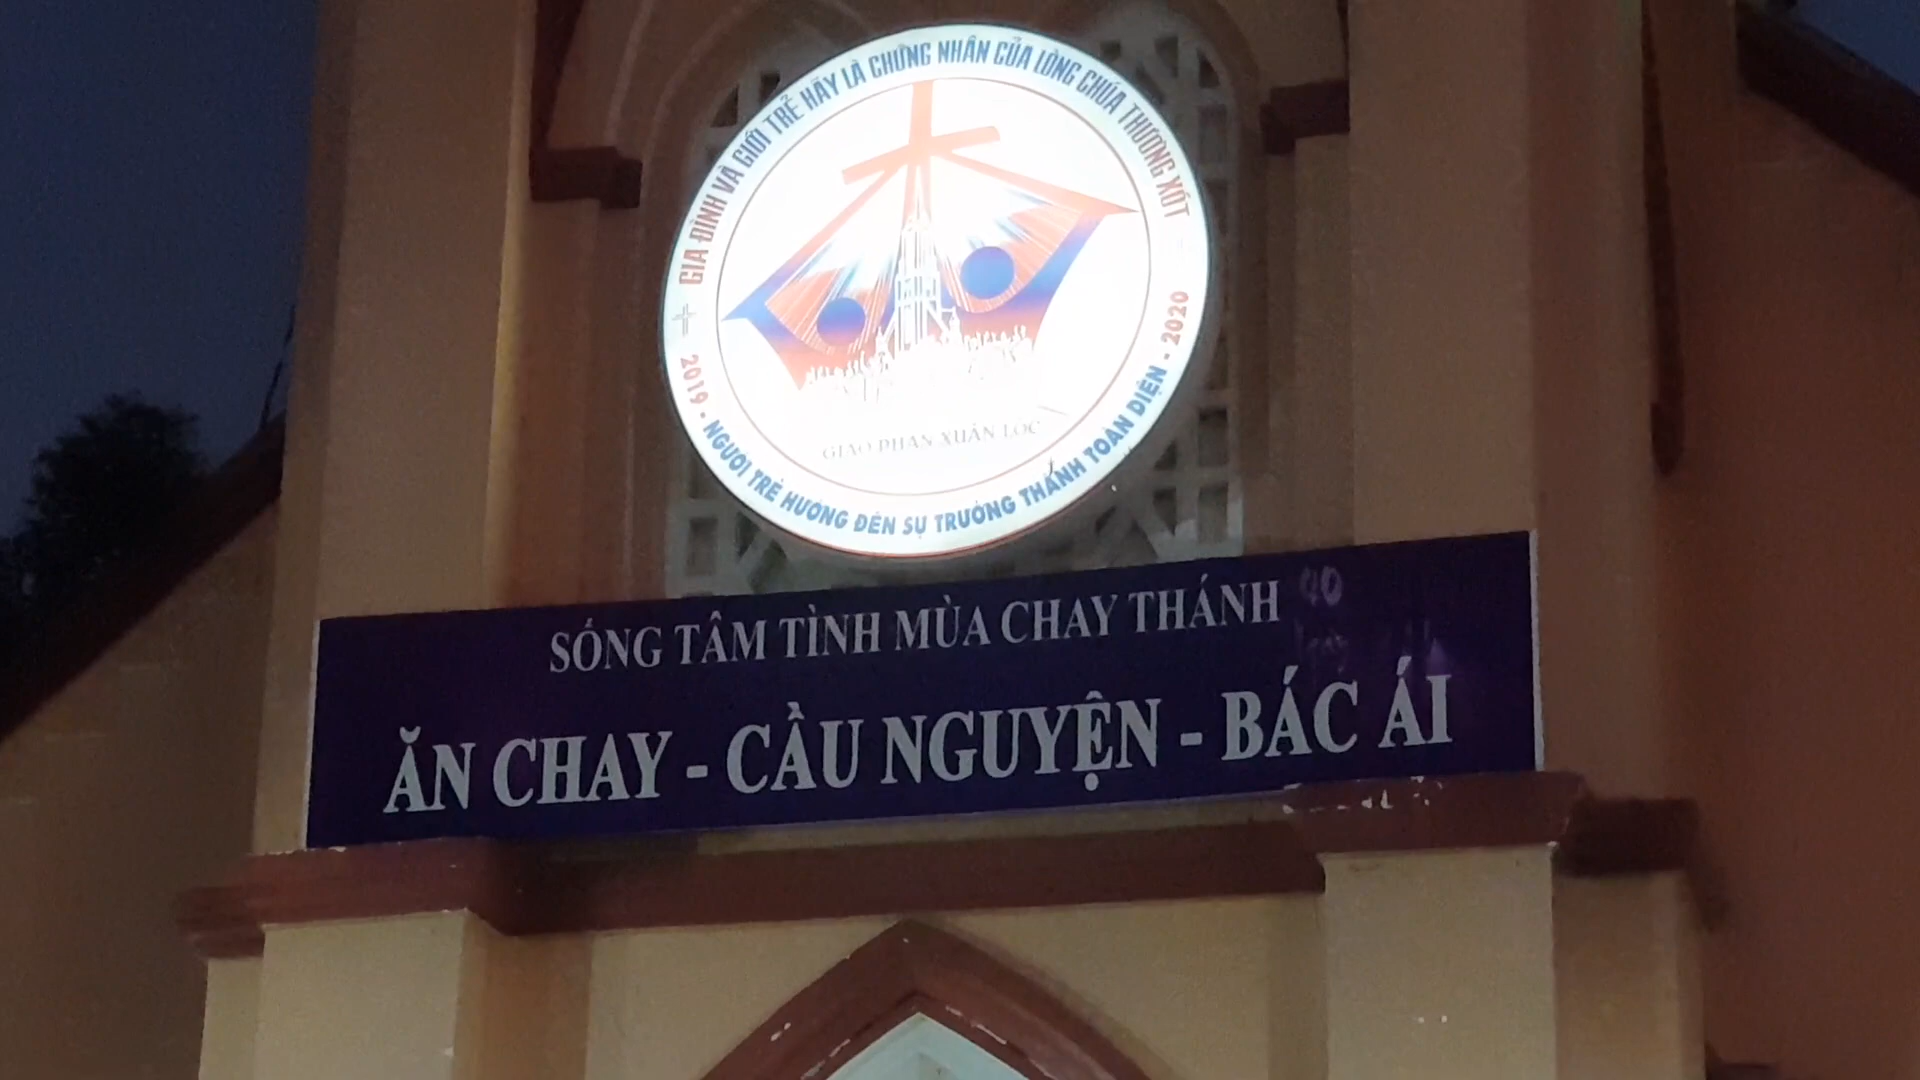 GIA ĐÌNH VÀ GIỚI TRẺ HÃY LÀ CHỨNG NHÂN CỦA LÒNG CHÚA THƯƠNG XÓT
GIÁO PHẬN XUÂN LỘC
2019 - NGƯỜI TRẺ HƯỚNG ĐẾN SỰ TRƯỞNG THÀNH TOÀN DIỆN - 2020
SỐNG TÂM TÌNH MÙA CHAY THÁNH
40
ĂN CHAY - CẦU NGUYỆN - BÁC ÁI